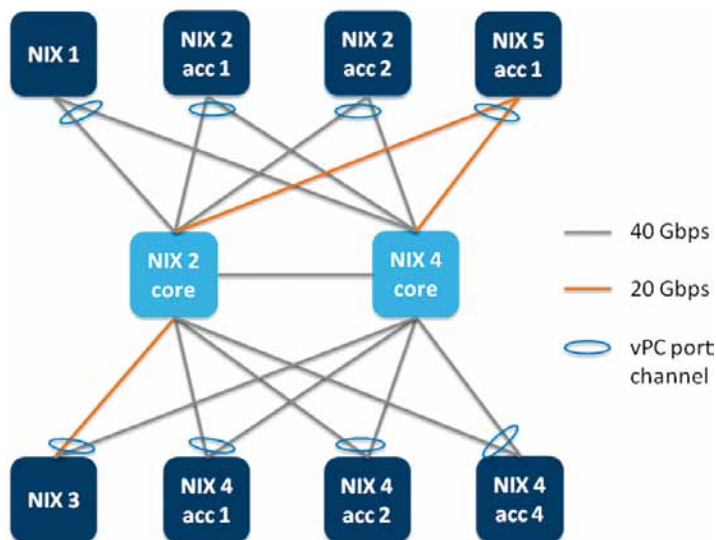 NIX 1
NIX 2
acc 1
NIX 2
acc 2
NIX 5
acc 1
NIX 2
core
NIX 4
core
40 Gbps
20 Gbps
vPC port
channel
NIX 3
NIX 4
acc 1
NIX 4
acc 2
NIX 4
acc 4